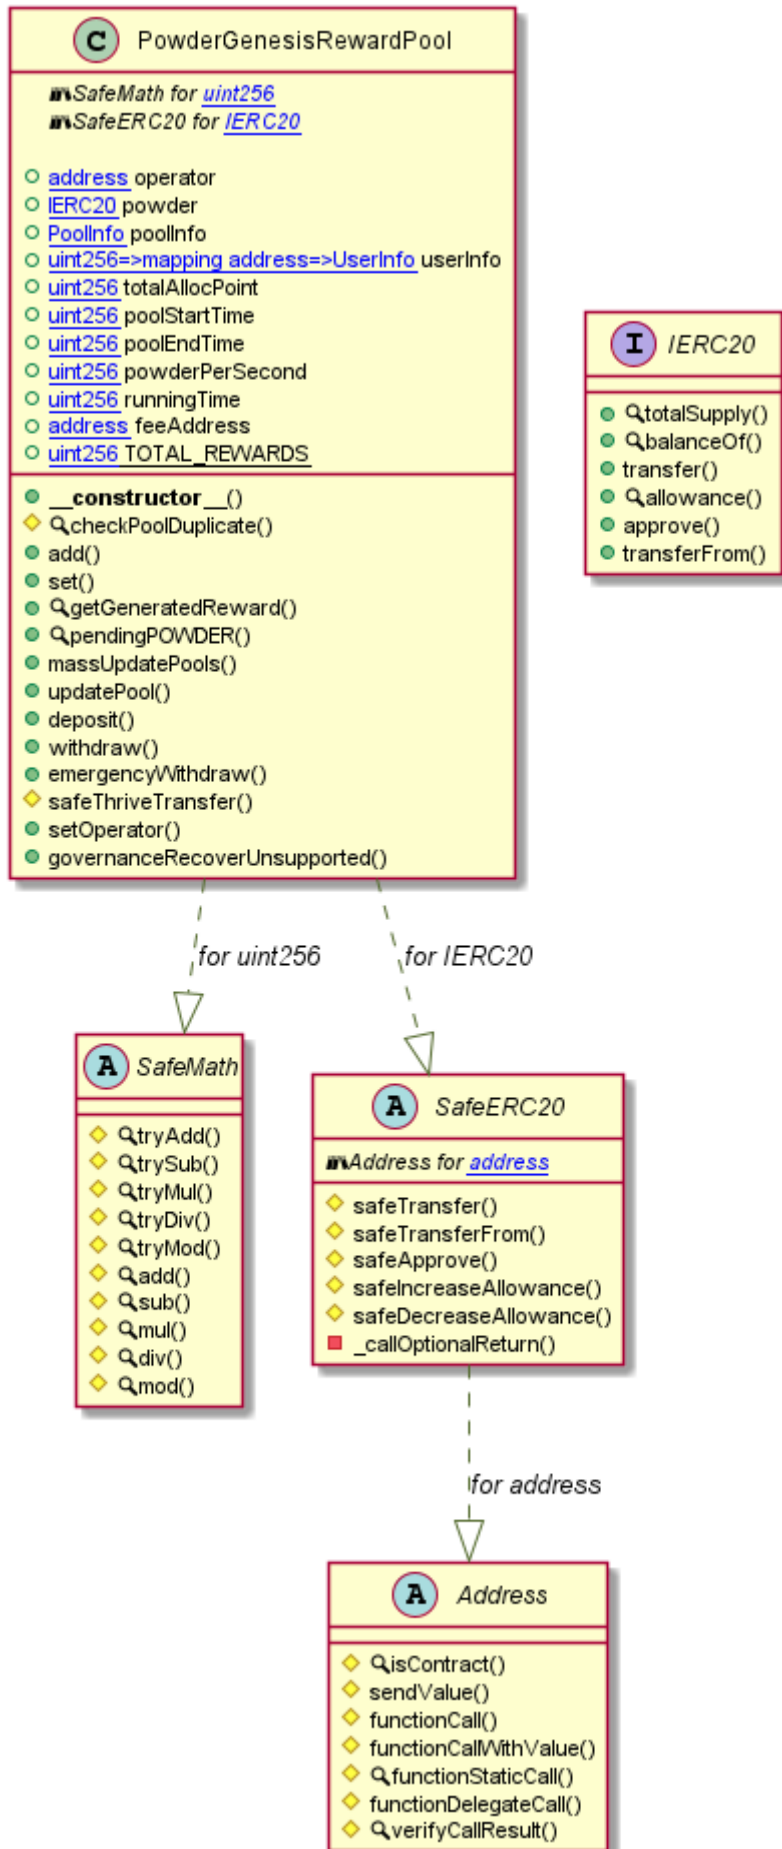 C PowderGenesisRewardPool
SafeMath for uint256
SafeERC20 for IERC20
address operator
IERC20 powder
PoolInfo poolInfo
uint256=>mapping address=>UserInfo userInfo
uint256 totalAllocPoint
uint256 poolStartTime
uint256 poolEndTime
uint256 powderPerSecond
uint256 runningTime
address feeAddress
uint256 TOTAL_REWARDS
__constructor__()
checkPoolDuplicate()
add()
set()
getGeneratedReward()
pendingPOWDER()
massUpdatePools()
updatePool()
deposit()
withdraw()
emergencyWithdraw()
safeThriveTransfer()
setOperator()
governanceRecoverUnsupported()
I IERC20
totalSupply()
balanceOf()
transfer()
allowance()
approve()
transferFrom()
for uint256
for IERC20
A SafeMath
tryAdd()
trySub()
tryMul()
tryDiv()
tryMod()
add()
sub()
mul()
div()
mod()
A SafeERC20
Address for address
safeTransfer()
safeTransferFrom()
safeApprove()
safeIncreaseAllowance()
safeDecreaseAllowance()
_callOptionalReturn()
for address
A Address
isContract()
sendValue()
functionCall()
functionCallWithValue()
functionStaticCall()
functionDelegateCall()
verifyCallResult()